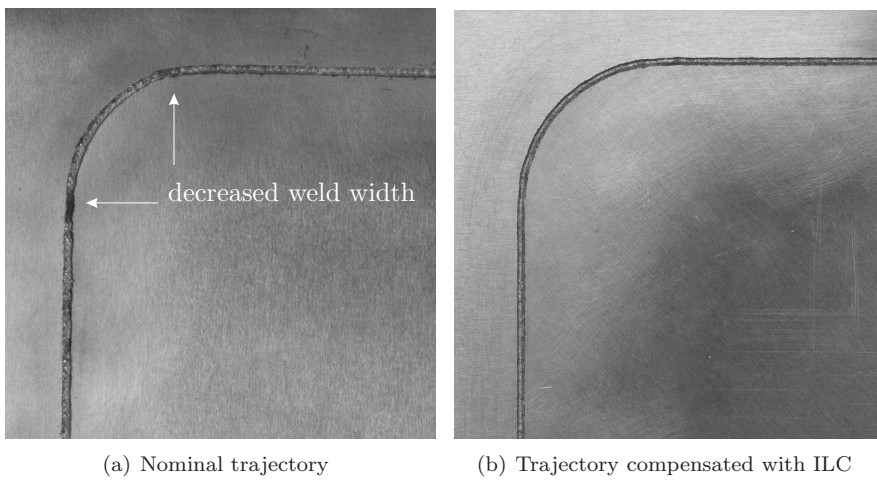 decreased weld width
(a) Nominal trajectory
(b) Trajectory compensated with ILC